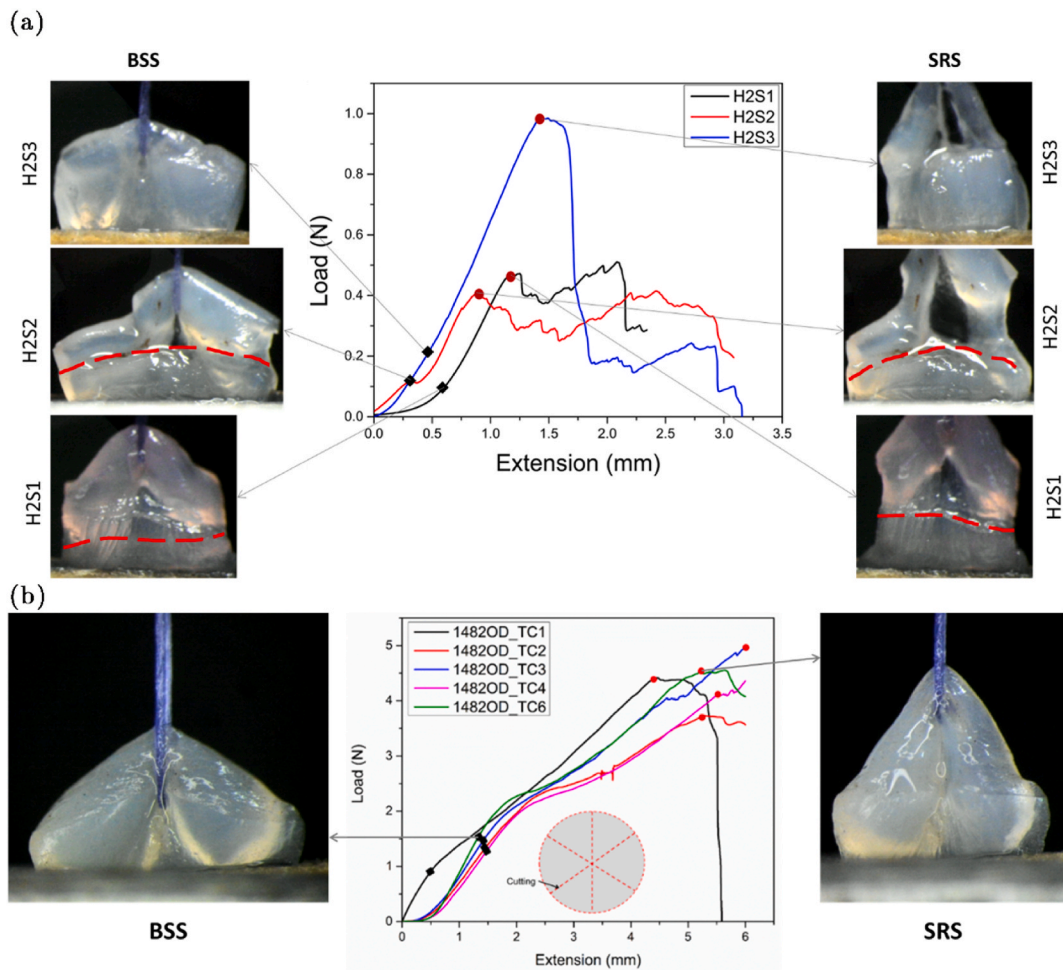 (a)
BSS
SRS
H2S3
H2S2
H2S1
H2S1
H2S2
H2S3
1.0
0.8
0.6
0.4
0.2
0.0
Load (N)
0.0 0.5 1.0 1.5 2.0 2.5 3.0 3.5
Extension (mm)
H2S3
H2S2
H2S1
(b)
1482OD_TC1
1482OD_TC2
1482OD_TC3
1482OD_TC4
1482OD_TC6
5
4
3
2
1
0
Load (N)
Cutting
0 1 2 3 4 5 6
Extension (mm)
BSS
SRS